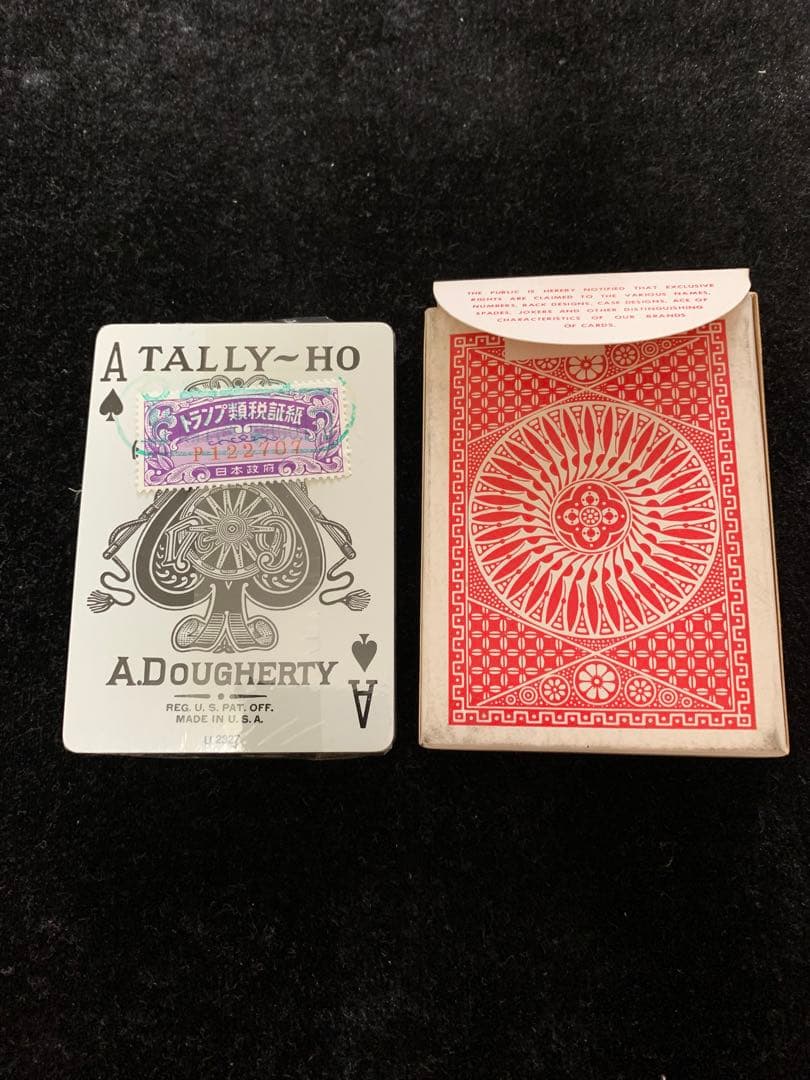 A TALLY~HO
トランプ類税証紙
P122707
日本政府
No 9
A.DOUGHERTY
REG. U.S. PAT. OFF.
MADE IN U.S.A.
A
THE PUBLIC IS HEREBY NOTIFIED THAT EXCLUSIVE
RIGHTS ARE CLAIMED TO THE VARIOUS NAMES,
NUMBERS, BACK DESIGNS, CASE DESIGNS, ACE OF
SPADES, JOKERS AND OTHER DISTINGUISHING
CHARACTERISTICS OF OUR BRANDS
OF CARDS.